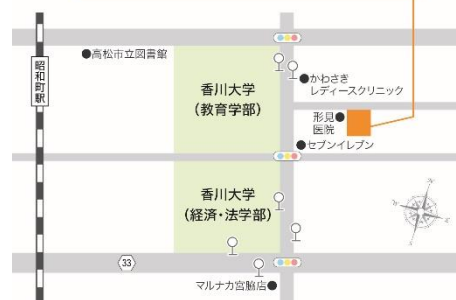 高松市立図書館
昭和町駅
香川大学
(教育学部)
かわさき
レディースクリニック
形見
医院
セブンイレブン
香川大学
(経済・法学部)
33
マルナカ宮脇店